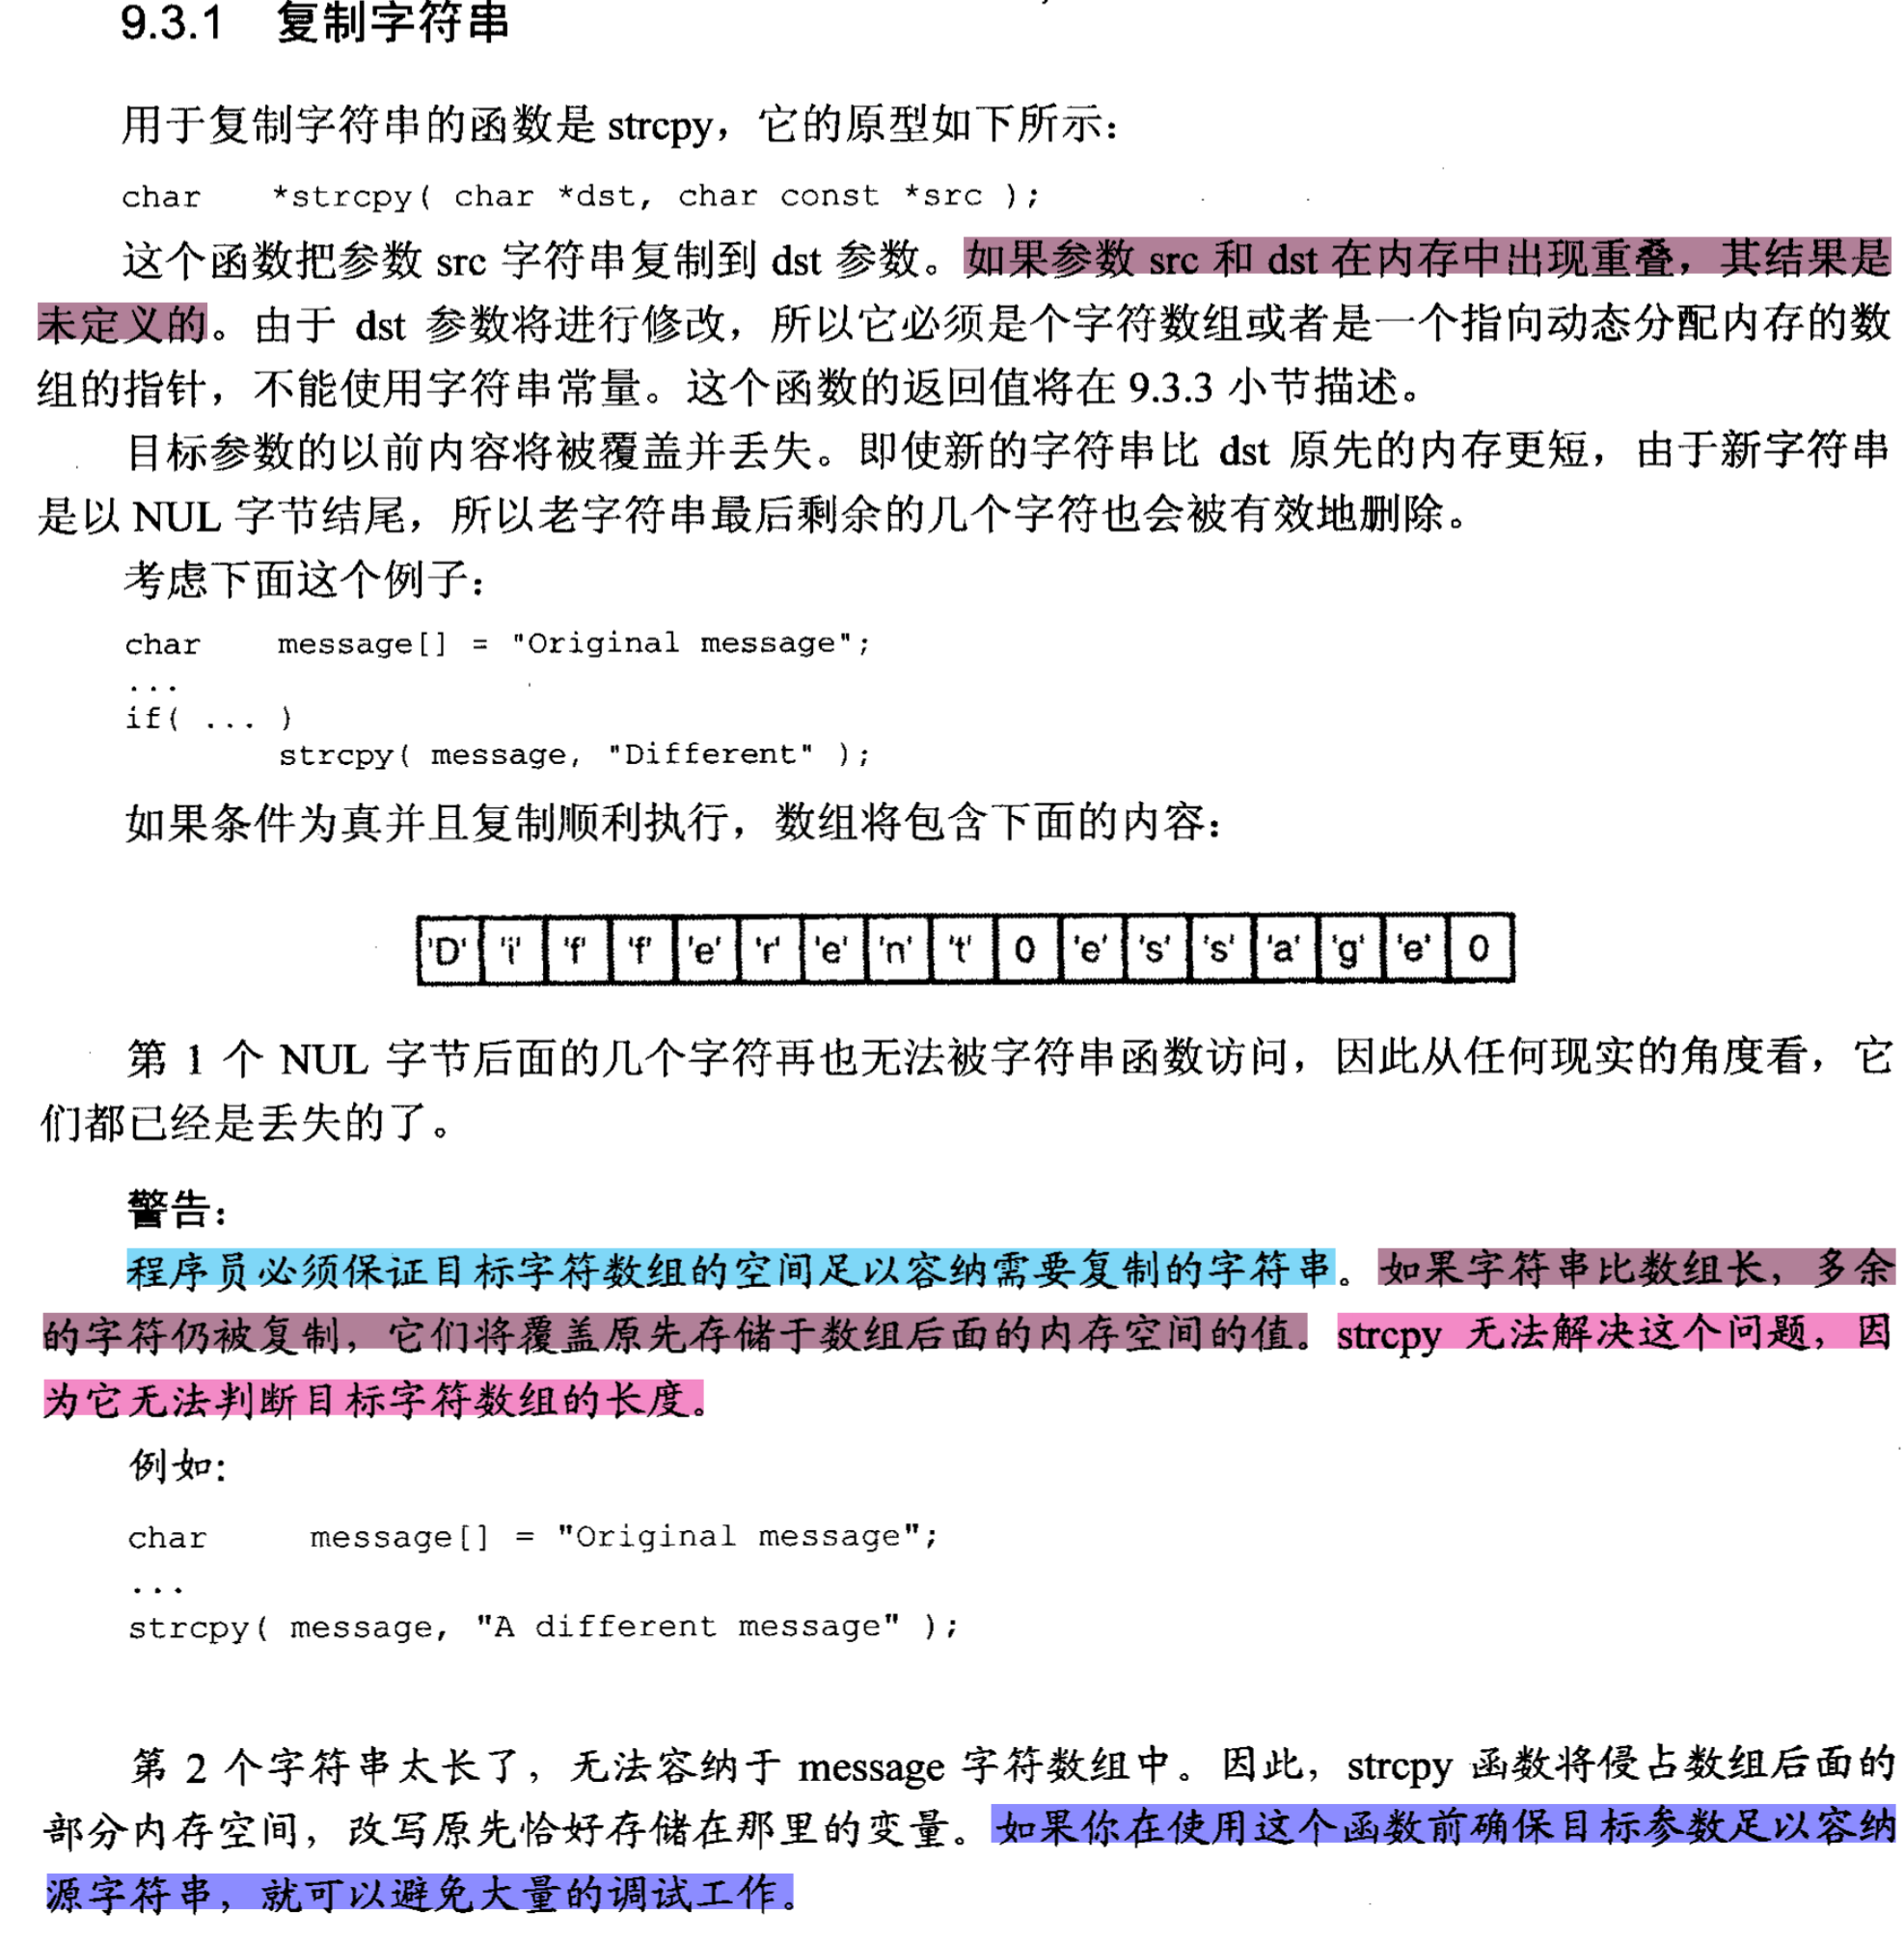 9.3.1 复制字符串
用于复制字符串的函数是 strcpy，它的原型如下所示：
char *strcpy( char *dst, char const *src );
这个函数把参数 src 字符串复制到 dst 参数。如果参数 src 和 dst 在内存中出现重叠，其结果是
未定义的。由于 dst 参数将进行修改，所以它必须是个字符数组或者是一个指向动态分配内存的数
组的指针，不能使用字符串常量。这个函数的返回值将在 9.3.3 小节描述。
目标参数的以前内容将被覆盖并丢失。即使新的字符串比 dst 原先的内存更短，由于新字符串
是以 NUL 字节结尾，所以老字符串最后剩余的几个字符也会被有效地删除。
考虑下面这个例子：
char message[] = "Original message";
...
if( ... )
strcpy( message, "Different" );
如果条件为真并且复制顺利执行，数组将包含下面的内容：
'D' 'i' 'f' 'f' 'e' 'r' 'e' 'n' 't' 0 'e' 's' 's' 'a' 'g' 'e' 0
第 1 个 NUL 字节后面的几个字符再也无法被字符串函数访问，因此从任何现实的角度看，它
们都已经是丢失的了。
警告：
程序员必须保证目标字符数组的空间足以容纳需要复制的字符串。如果字符串比数组长，多余
的字符仍被复制，它们将覆盖原先存储于数组后面的内存空间的值。strcpy 无法解决这个问题，因
为它无法判断目标字符数组的长度。
例如:
char message[] = "Original message";
...
strcpy( message, "A different message" );
第 2 个字符串太长了，无法容纳于 message 字符数组中。因此，strcpy 函数将侵占数组后面的
部分内存空间，改写原先恰好存储在那里的变量。如果你在使用这个函数前确保目标参数足以容纳
源字符串，就可以避免大量的调试工作。